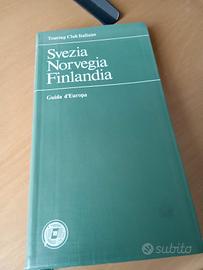 Touring Club Italiano
Svezia
Norvegia
Finlandia
Guida d'Europa
subito